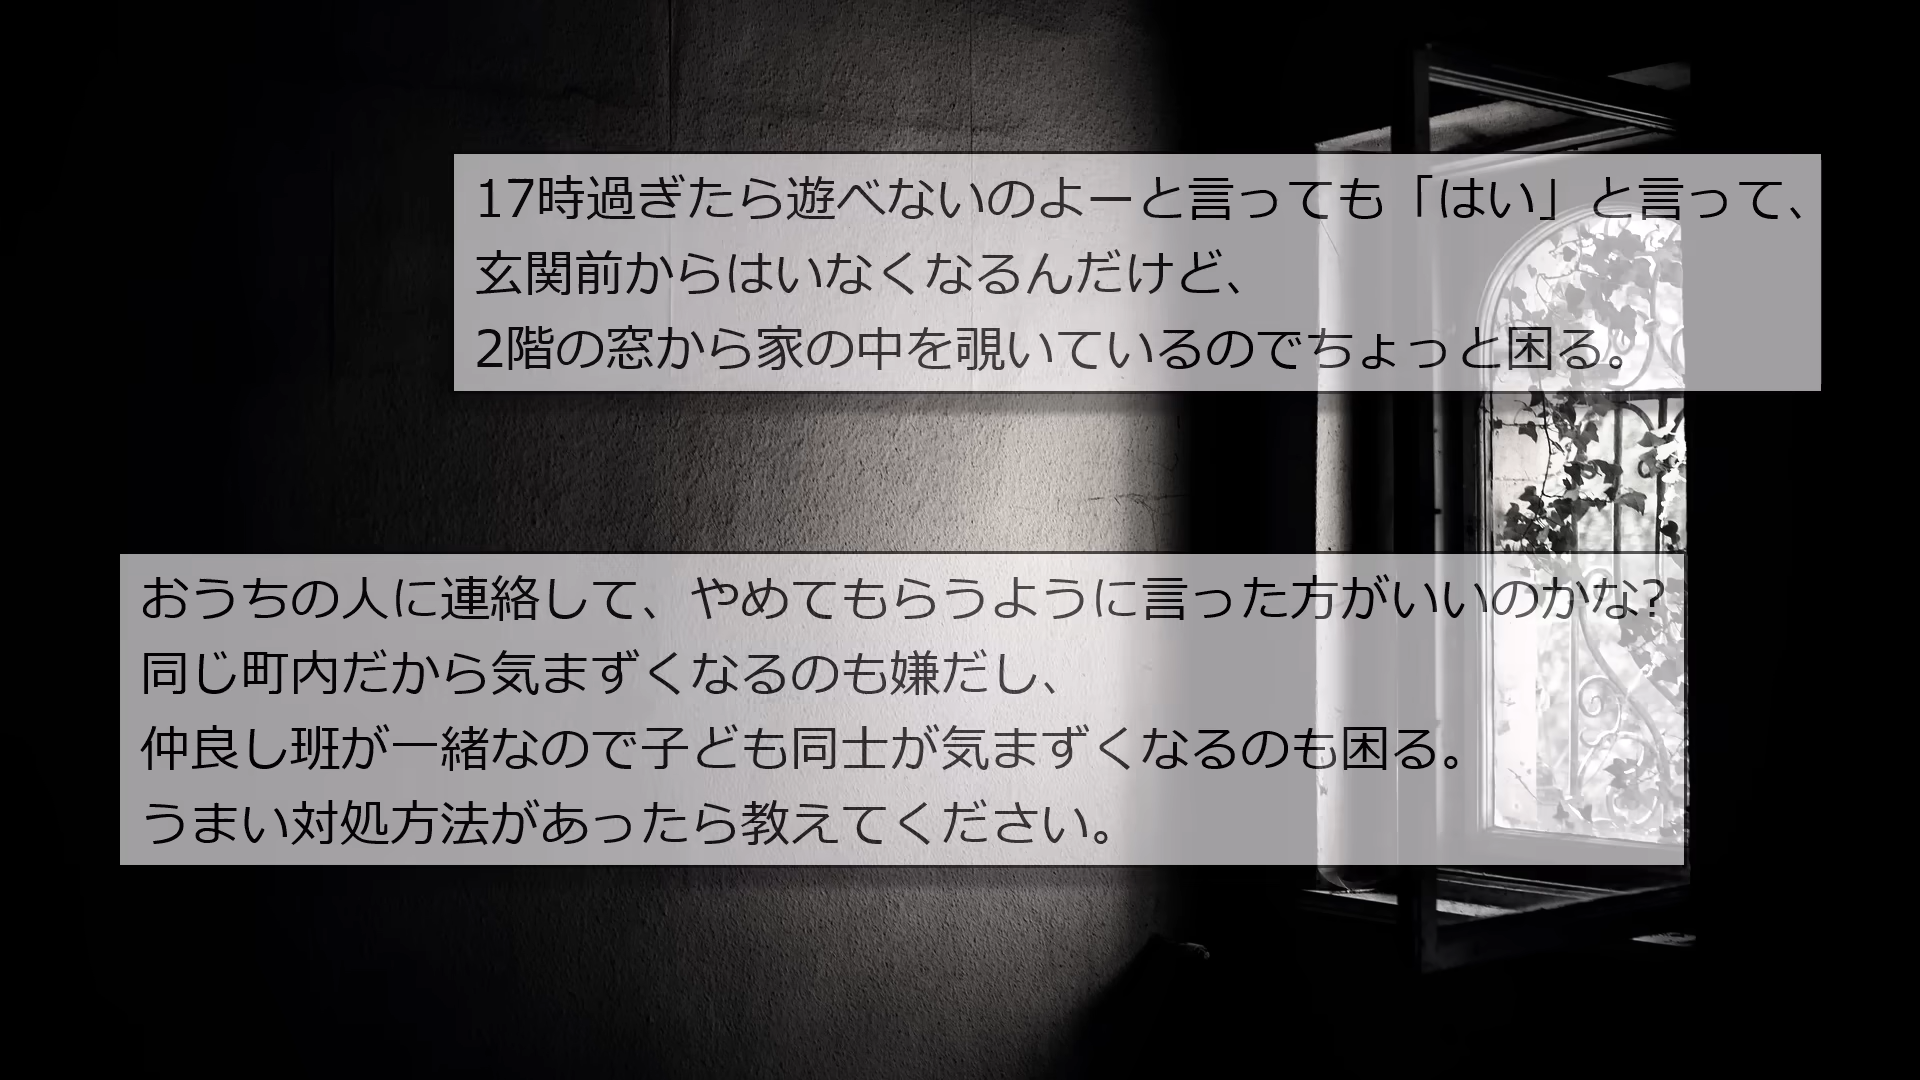 17時過ぎたら遊べないのよーと言っても「はい」と言って、
玄関前からはいなくなるんだけど、
2階の窓から家の中を覗いているのでちょっと困る。
おうちの人に連絡して、やめてもらうように言った方がいいのかな?
同じ町内だから気まずくなるのも嫌だし、
仲良し班が一緒なので子ども同士が気まずくなるのも困る。
うまい対処方法があったら教えてください。